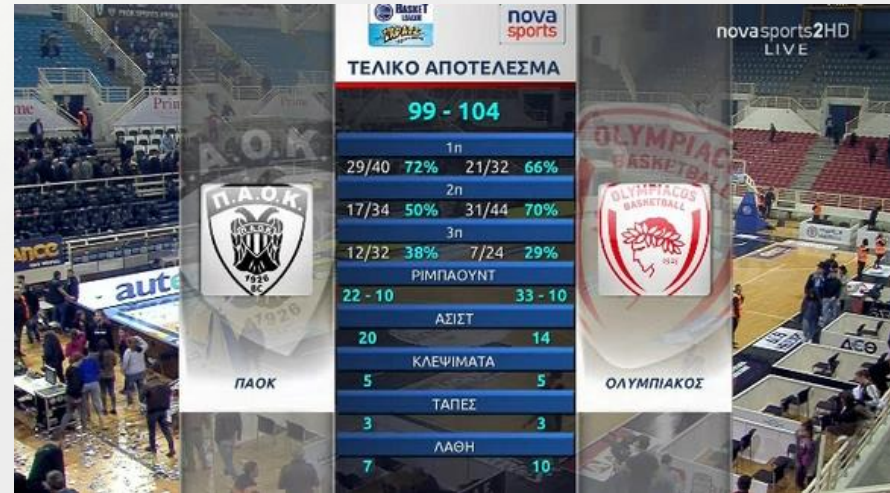 BASKET
LEAGUE
nova
sports
novasports2HD
LIVE
ΤΕΛΙΚΟ ΑΠΟΤΕΛΕΣΜΑ
99 - 104
1π
29/40 72% 21/32 66%
2π
17/34 50% 31/44 70%
3π
12/32 38% 7/24 29%
ΡΙΜΠΑΟΥΝΤ
22 - 10 33 - 10
ΑΣΙΣΤ
20 14
ΚΛΕΨΙΜΑΤΑ
5 5
ΤΑΠΕΣ
3 3
ΛΑΘΗ
7 10
Π.Α.Ο.Κ.
Π.Α.Ο.Κ.
1926
BC
ΠΑΟΚ
OLYMPIACOS
BASKETBALL
ΟΛΥΜΠΙΑΚΟΣ